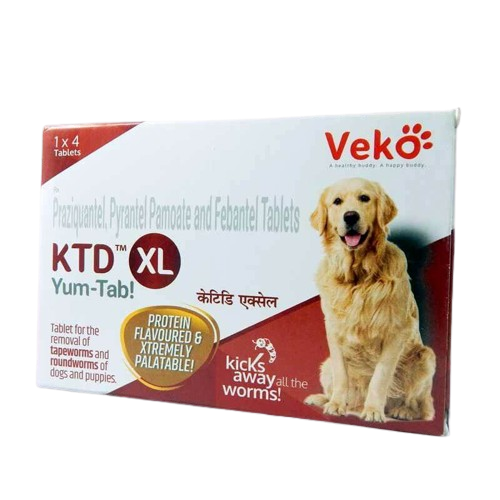 1 x 4
Tablets
Veko
A healthy buddy. A happy buddy.
Praziquantel, Pyrantel Pamoate and Febantel Tablets
KTD™ XL
Yum-Tab!
केटिडि एक्सेल
PROTEIN
FLAVOURED &
XTREMELY
PALATABLE!
Tablet for the
removal of
tapeworms and
roundworms of
dogs and puppies.
kicks
away all the
worms!